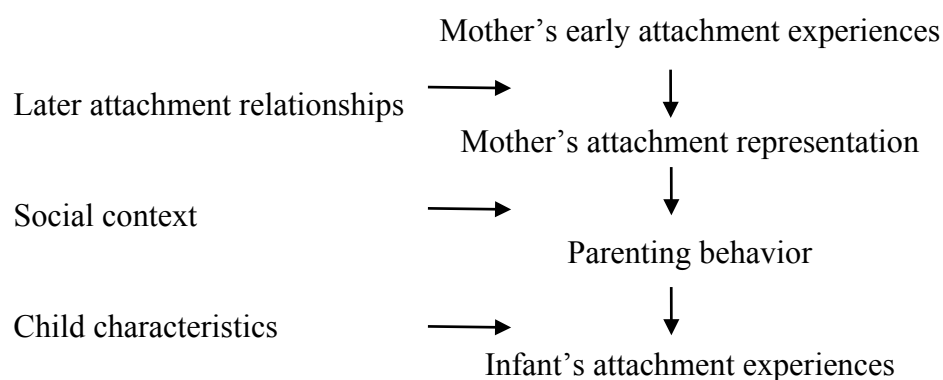 Mother’s early attachment experiences
Later attachment relationships
Mother’s attachment representation
Social context
Parenting behavior
Child characteristics
Infant’s attachment experiences